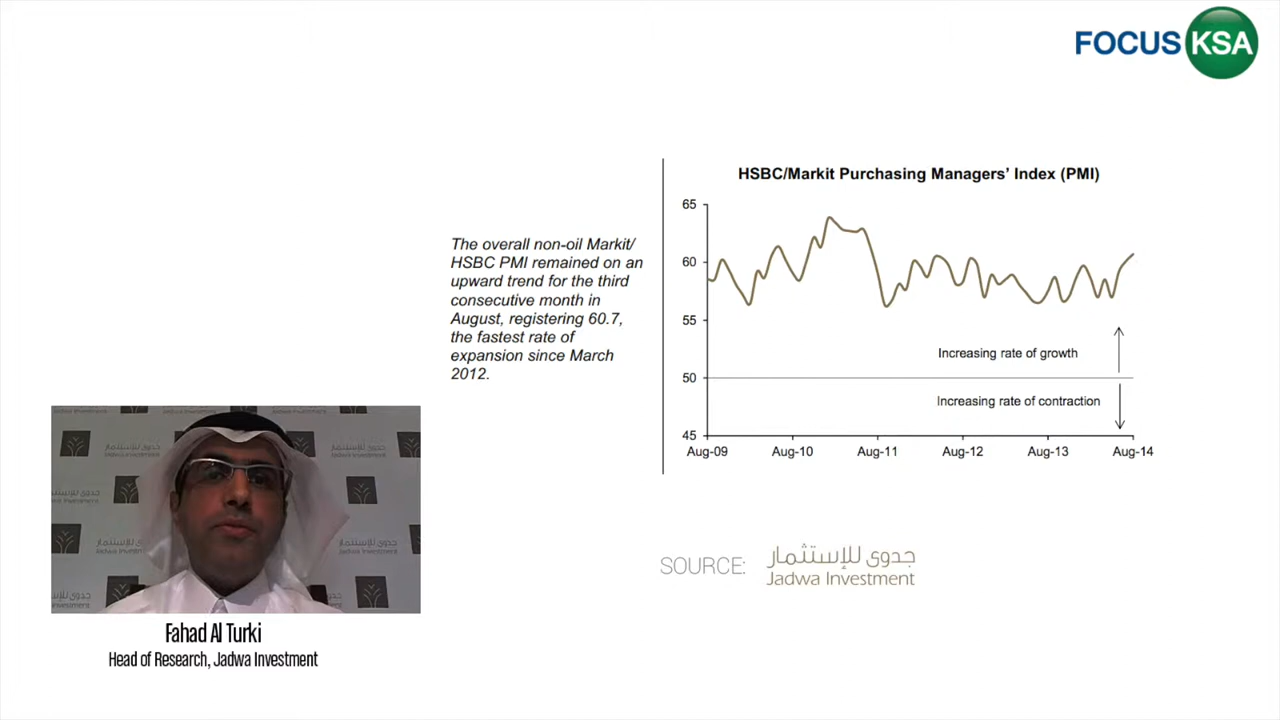 FOCUS KSA
HSBC/Markit Purchasing Managers’ Index (PMI)
The overall non-oil Markit/
HSBC PMI remained on an
upward trend for the third
consecutive month in
August, registering 60.7,
the fastest rate of
expansion since March
2012.
65
60
55
50
45
Increasing rate of growth
Increasing rate of contraction
Aug-09 Aug-10 Aug-11 Aug-12 Aug-13 Aug-14
SOURCE:
جدوى للإستثمار
Jadwa Investment
جدوى للإستثمار
Jadwa Investment
Fahad Al Turki
Head of Research, Jadwa Investment